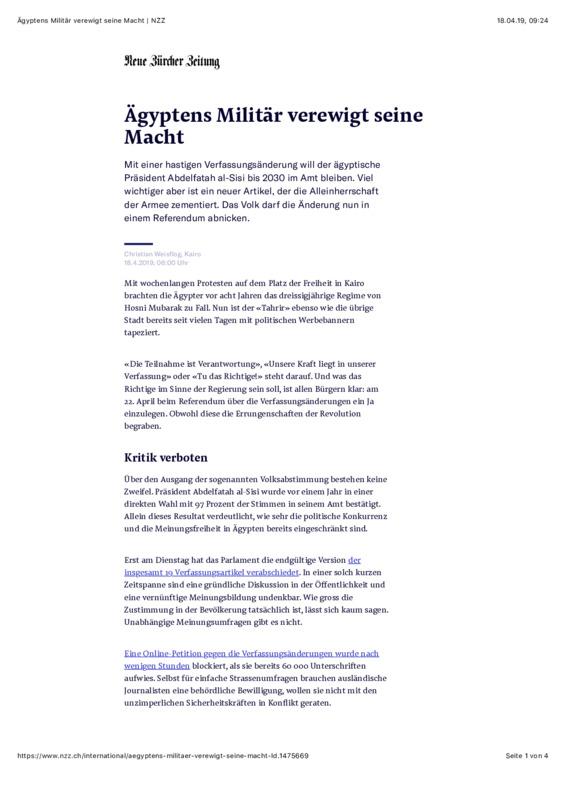 Ägyptens Militär verewigt seine Macht | NZZ
18.04.19, 09:24
Neue Zürcher Zeitung
Ägyptens Militär verewigt seine
Macht
Mit einer hastigen Verfassungsänderung will der ägyptische
Präsident Abdelfatah al-Sisi bis 2030 im Amt bleiben. Viel
wichtiger aber ist ein neuer Artikel, der die Alleinherrschaft
der Armee zementiert. Das Volk darf die Änderung nun in
einem Referendum abnicken.
Christian Weisflog, Kairo
18.4.2019, 06:00 Uhr
Mit wochenlangen Protesten auf dem Platz der Freiheit in Kairo
brachten die Ägypter vor acht Jahren das dreissigjährige Regime von
Hosni Mubarak zu Fall. Nun ist der «Tahrir» ebenso wie die übrige
Stadt bereits seit vielen Tagen mit politischen Werbebannern
tapeziert.
«Die Teilnahme ist Verantwortung», «Unsere Kraft liegt in unserer
Verfassung» oder «Tu das Richtige!» steht darauf. Und was das
Richtige im Sinne der Regierung sein soll, ist allen Bürgern klar: am
22. April beim Referendum über die Verfassungsänderungen ein Ja
einzulegen. Obwohl diese die Errungenschaften der Revolution
begraben.
Kritik verboten
Über den Ausgang der sogenannten Volksabstimmung bestehen keine
Zweifel. Präsident Abdelfatah al-Sisi wurde vor einem Jahr in einer
direkten Wahl mit 97 Prozent der Stimmen in seinem Amt bestätigt.
Allein dieses Resultat verdeutlicht, wie sehr die politische Konkurrenz
und die Meinungsfreiheit in Ägypten bereits eingeschränkt sind.
Erst am Dienstag hat das Parlament die endgültige Version der
insgesamt 19 Verfassungsartikel verabschiedet. In einer solch kurzen
Zeitspanne sind eine gründliche Diskussion in der Öffentlichkeit und
eine vernünftige Meinungsbildung undenkbar. Wie gross die
Zustimmung in der Bevölkerung tatsächlich ist, lässt sich kaum sagen.
Unabhängige Meinungsumfragen gibt es nicht.
Eine Online-Petition gegen die Verfassungsänderungen wurde nach
wenigen Stunden blockiert, als sie bereits 60 000 Unterschriften
aufwies. Selbst für einfache Strassenumfragen brauchen ausländische
Journalisten eine behördliche Bewilligung, wollen sie nicht mit den
unzimperlichen Sicherheitskräften in Konflikt geraten.
https://www.nzz.ch/international/aegyptens-militaer-verewigt-seine-macht-ld.1475669
Seite 1 von 4